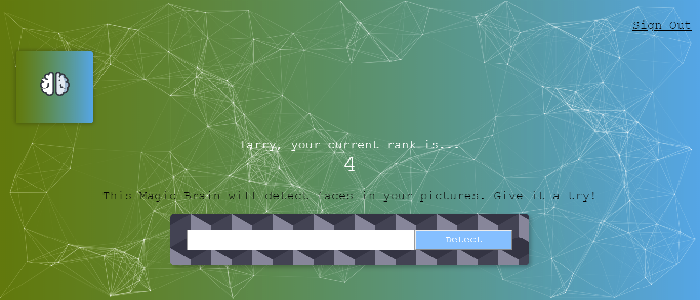 Sign Out
Tarry, your current rank is...
4
This Magic Brain will detect faces in your pictures. Give it a try!
Detect